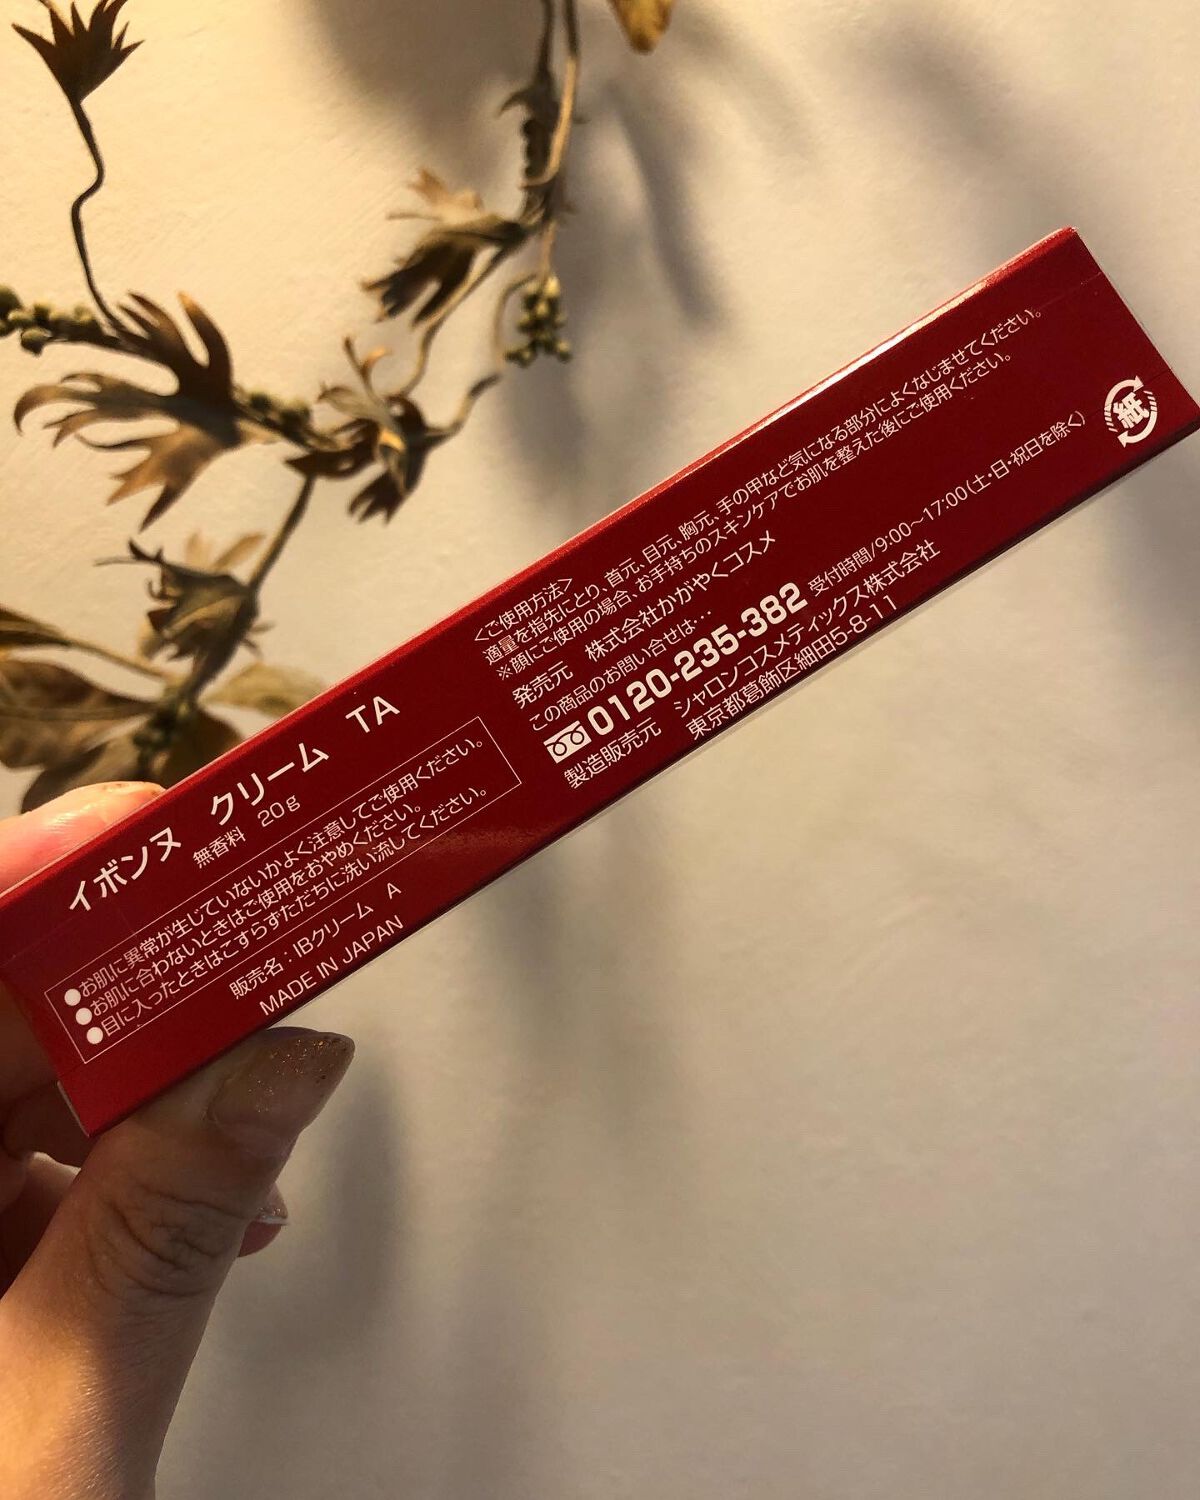 イボンヌ クリーム TA
無香料 20g
●お肌に異常が生じていないかよく注意してご使用ください。
●お肌に合わないときはご使用をおやめください。
●目に入ったときはこすらずただちに洗い流してください。
販売名:IBクリーム A
MADE IN JAPAN
<ご使用方法>
適量を指先にとり、首元、目元、胸元、手の甲など気になる部分によくなじませてください。
※顔にご使用の場合、お手持ちのスキンケアでお肌を整えた後にご使用ください。
発売元 株式会社かがやくコスメ
この商品のお問い合せは…
0120-235-382 受付時間/9:00〜17:00(土・日・祝日を除く)
製造販売元 シャロンコスメティックス株式会社
東京都葛飾区細田5-8-11
紙